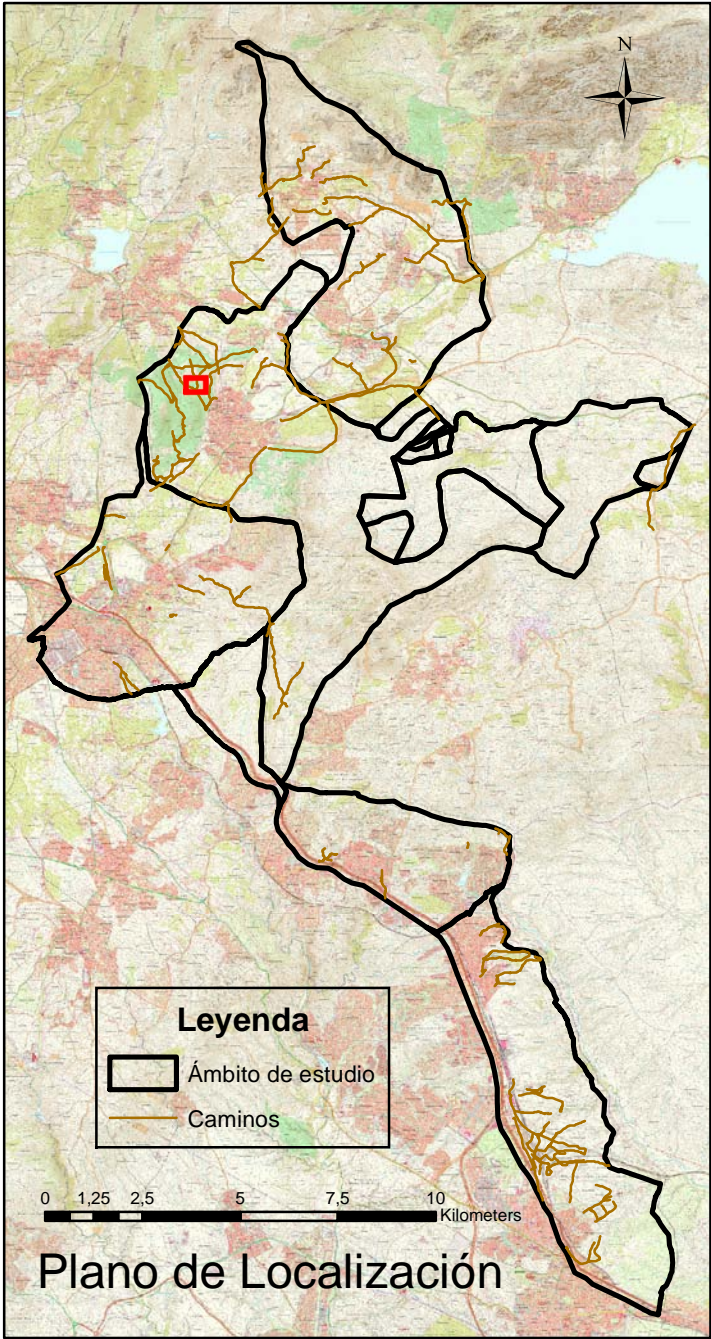 N
Leyenda
Ámbito de estudio
Caminos
0 1,25 2,5 5 7,5 10
Kilometers
Plano de Localización